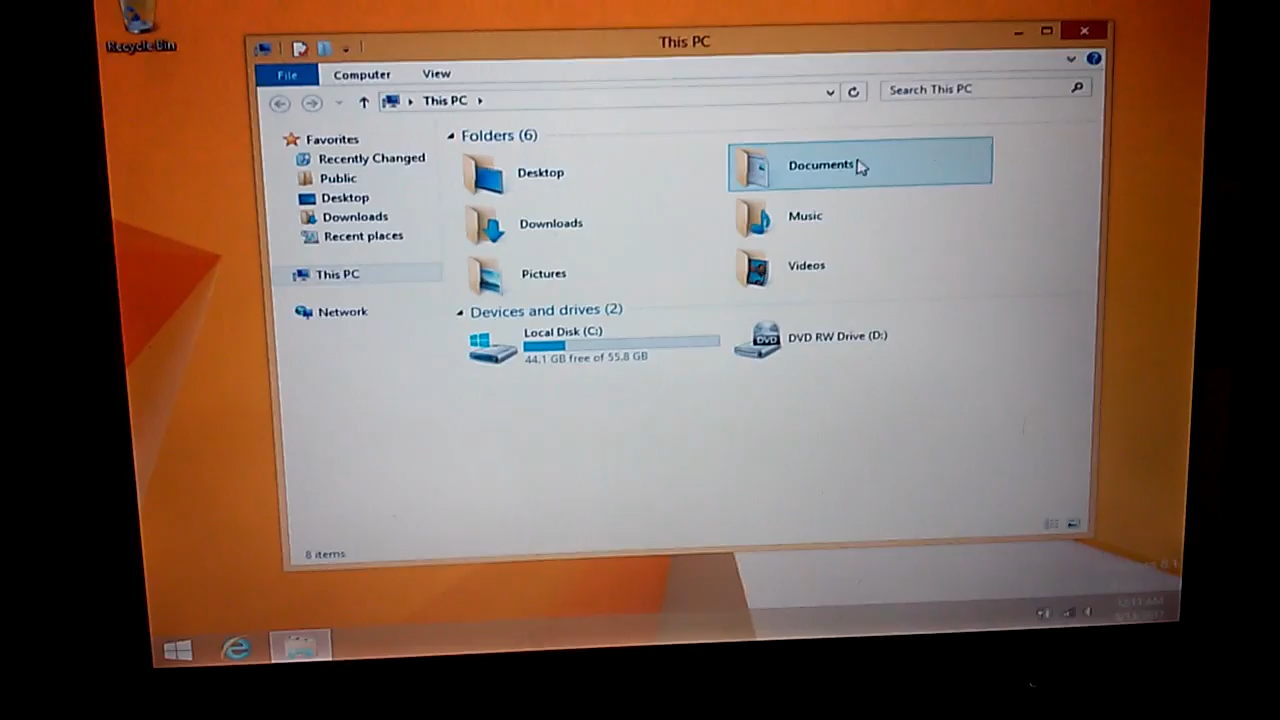 Recycle Bin
This PC
File
Computer
View
This PC
Search This PC
Favorites
Recently Changed
Public
Desktop
Downloads
Recent places
This PC
Network
Folders (6)
Desktop
Documents
Downloads
Music
Pictures
Videos
Devices and drives (2)
Local Disk (C:)
44.1 GB free of 55.8 GB
DVD
DVD RW Drive (D:)
8 items